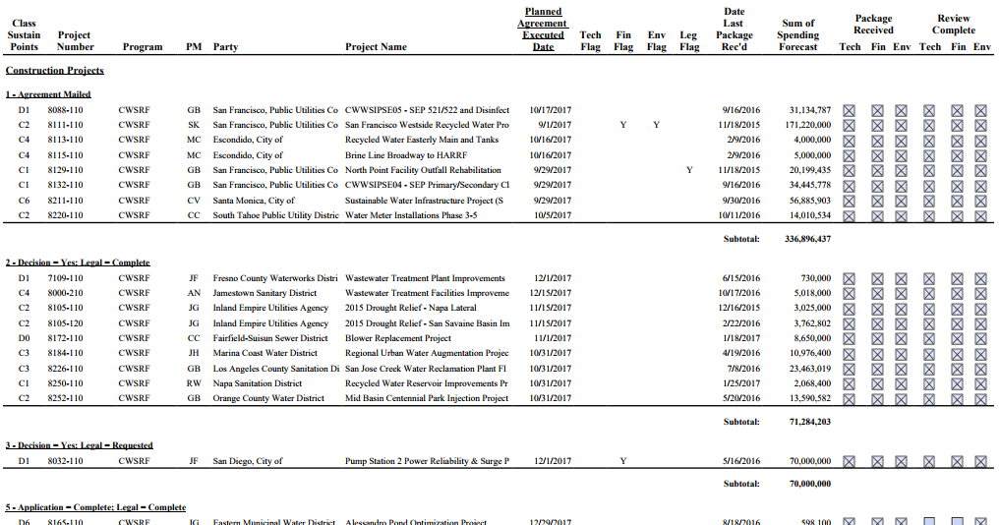 Class Sustain Points Project Number Program PM Party Project Name Planned Agreement Executed Date Tech Flag Fin Flag Env Flag Leg Flag Date Last Package Rec'd Sum of Spending Forecast Package Received Tech Fin Env Review Complete Tech Fin Env
Construction Projects
1 - Agreement Mailed
D1 8088-110 CWSRF GB San Francisco, Public Utilities Co CWWSIPSE05 - SEP 521/522 and Disinfect 10/17/2017 9/16/2016 31,134,787
C2 8111-110 CWSRF SK San Francisco, Public Utilities Co San Francisco Westside Recycled Water Pro 9/1/2017 Y Y 11/18/2015 171,220,000
C4 8113-110 CWSRF MC Escondido, City of Recycled Water Easterly Main and Tanks 10/16/2017 2/9/2016 4,000,000
C4 8115-110 CWSRF MC Escondido, City of Brine Line Broadway to HARRF 10/16/2017 2/9/2016 5,000,000
C1 8129-110 CWSRF GB San Francisco, Public Utilities Co North Point Facility Outfall Rehabilitation 9/29/2017 Y 11/18/2015 20,199,435
C1 8132-110 CWSRF GB San Francisco, Public Utilities Co CWWSIPSE04 - SEP Primary/Secondary Cl 9/29/2017 9/16/2016 34,445,778
C6 8211-110 CWSRF CV Santa Monica, City of Sustainable Water Infrastructure Project (S 9/29/2017 9/30/2016 56,885,903
C2 8220-110 CWSRF CC South Tahoe Public Utility Distric Water Meter Installations Phase 3-5 10/5/2017 10/11/2016 14,010,534
Subtotal: 336,896,437
2 - Decision = Yes; Legal = Complete
D1 7109-110 CWSRF JF Fresno County Waterworks Distri Wastewater Treatment Plant Improvements 12/1/2017 6/15/2016 730,000
C4 8000-210 CWSRF AN Jamestown Sanitary District Wastewater Treatment Facilities Improveme 12/15/2017 10/17/2016 5,018,000
C2 8105-110 CWSRF JG Inland Empire Utilities Agency 2015 Drought Relief - Napa Lateral 11/15/2017 12/16/2015 3,025,000
C2 8105-120 CWSRF JG Inland Empire Utilities Agency 2015 Drought Relief - San Savaine Basin Im 11/15/2017 2/22/2016 3,762,802
D0 8172-110 CWSRF CC Fairfield-Suisun Sewer District Blower Replacement Project 11/1/2017 1/18/2017 8,650,000
C3 8184-110 CWSRF JH Marina Coast Water District Regional Urban Water Augmentation Projec 10/31/2017 4/19/2016 10,976,400
C3 8226-110 CWSRF GB Los Angeles County Sanitation Di San Jose Creek Water Reclamation Plant Fl 10/31/2017 7/8/2016 23,463,019
C1 8250-110 CWSRF RW Napa Sanitation District Recycled Water Reservoir Improvements Pr 10/31/2017 1/25/2017 2,068,400
C2 8252-110 CWSRF GB Orange County Water District Mid Basin Centennial Park Injection Project 10/31/2017 5/20/2016 13,590,582
Subtotal: 71,284,203
3 - Decision = Yes; Legal = Requested
D1 8032-110 CWSRF JF San Diego, City of Pump Station 2 Power Reliability & Surge P 12/1/2017 Y 5/16/2016 70,000,000
Subtotal: 70,000,000
5 - Application = Complete; Legal = Complete
D6 8165-110 CWSRF JG Eastern Municipal Water District Alessandro Pond Optimization Project 12/29/2017 8/18/2016 598,100